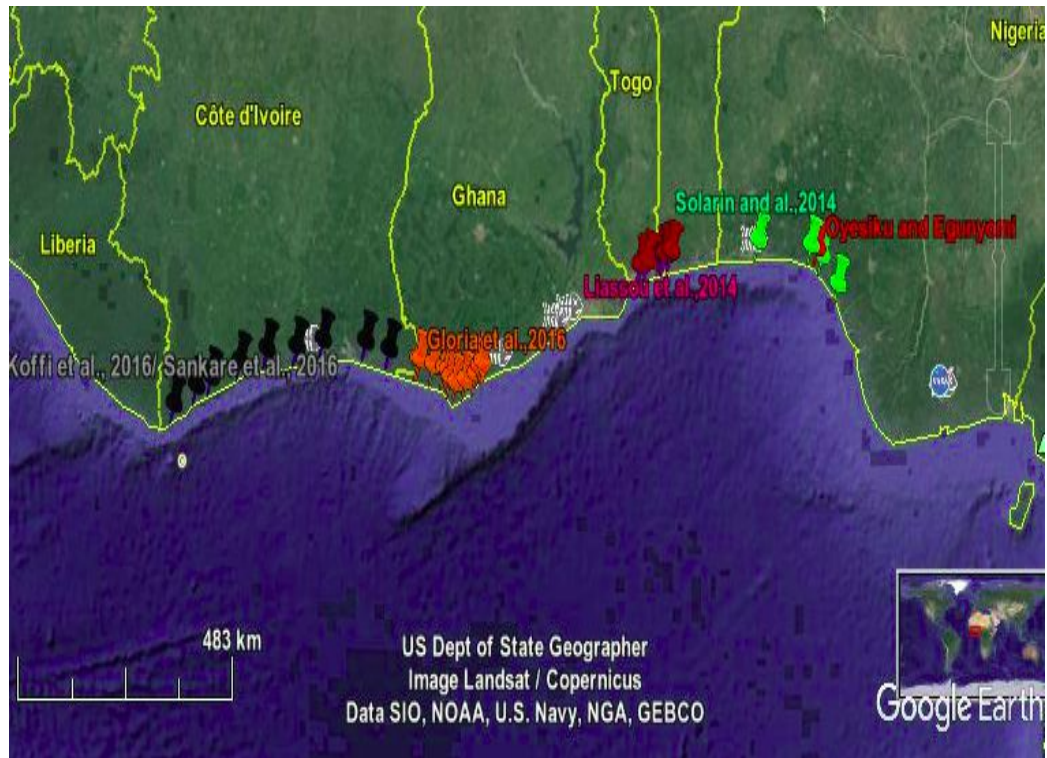 Nigeria
Togo
Côte d'Ivoire
Ghana
Solarin and al.,2014
Oyesiku and Egunyomi
Liberia
Liassou et al.,2014
Gloria et al.,2016
Koffi et al., 2016/ Sankare et al., 2016
483 km
US Dept of State Geographer
Image Landsat / Copernicus
Data SIO, NOAA, U.S. Navy, NGA, GEBCO
Google Earth